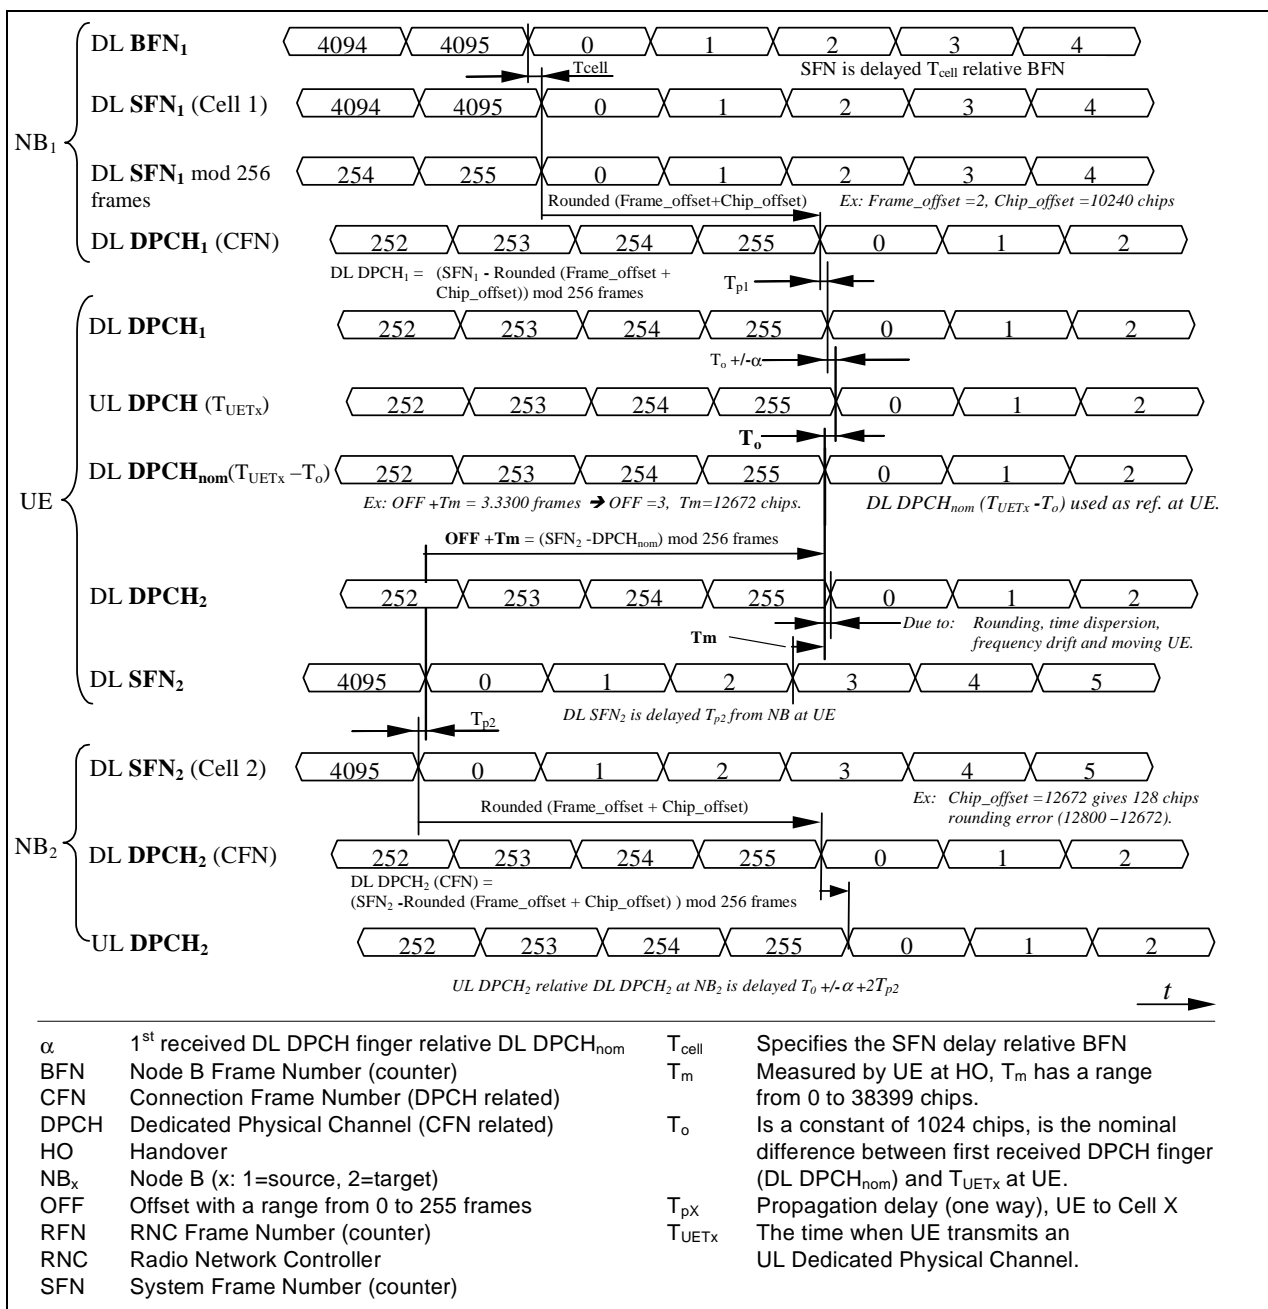 DL BFN1 4094 4095 0 1 2 3 4
Tcell SFN is delayed Tcell relative BFN
DL SFN1 (Cell 1) 4094 4095 0 1 2 3 4
NB1
DL SFN1 mod 256 frames 254 255 0 1 2 3 4
Rounded (Frame_offset+Chip_offset) Ex: Frame_offset =2, Chip_offset =10240 chips
DL DPCH1 (CFN) 252 253 254 255 0 1 2
DL DPCH1 = (SFN1 - Rounded (Frame_offset +
Chip_offset)) mod 256 frames
Tp1
DL DPCH1 252 253 254 255 0 1 2
To +/-α
UL DPCH (TUETx) 252 253 254 255 0 1 2
To
DL DPCHnom(TUETx –To) 252 253 254 255 0 1 2
UE
Ex: OFF +Tm = 3.3300 frames ➔ OFF =3, Tm=12672 chips. DL DPCHnom (TUETx -To) used as ref. at UE.
OFF +Tm = (SFN2 -DPCHnom) mod 256 frames
DL DPCH2 252 253 254 255 0 1 2
Due to: Rounding, time dispersion,
frequency drift and moving UE.
Tm
DL SFN2 4095 0 1 2 3 4 5
DL SFN2 is delayed Tp2 from NB at UE
Tp2
DL SFN2 (Cell 2) 4095 0 1 2 3 4 5
Rounded (Frame_offset + Chip_offset) Ex: Chip_offset =12672 gives 128 chips
rounding error (12800 –12672).
NB2
DL DPCH2 (CFN) 252 253 254 255 0 1 2
DL DPCH2 (CFN) =
(SFN2 -Rounded (Frame_offset + Chip_offset) ) mod 256 frames
UL DPCH2 252 253 254 255 0 1 2
UL DPCH2 relative DL DPCH2 at NB2 is delayed T0 +/-α +2Tp2
t
α 1st received DL DPCH finger relative DL DPCHnom
BFN Node B Frame Number (counter)
CFN Connection Frame Number (DPCH related)
DPCH Dedicated Physical Channel (CFN related)
HO Handover
NBx Node B (x: 1=source, 2=target)
OFF Offset with a range from 0 to 255 frames
RFN RNC Frame Number (counter)
RNC Radio Network Controller
SFN System Frame Number (counter)
Tcell Specifies the SFN delay relative BFN
Tm Measured by UE at HO, Tm has a range
from 0 to 38399 chips.
To Is a constant of 1024 chips, is the nominal
difference between first received DPCH finger
(DL DPCHnom) and TUETx at UE.
TpX Propagation delay (one way), UE to Cell X
TUETx The time when UE transmits an
UL Dedicated Physical Channel.